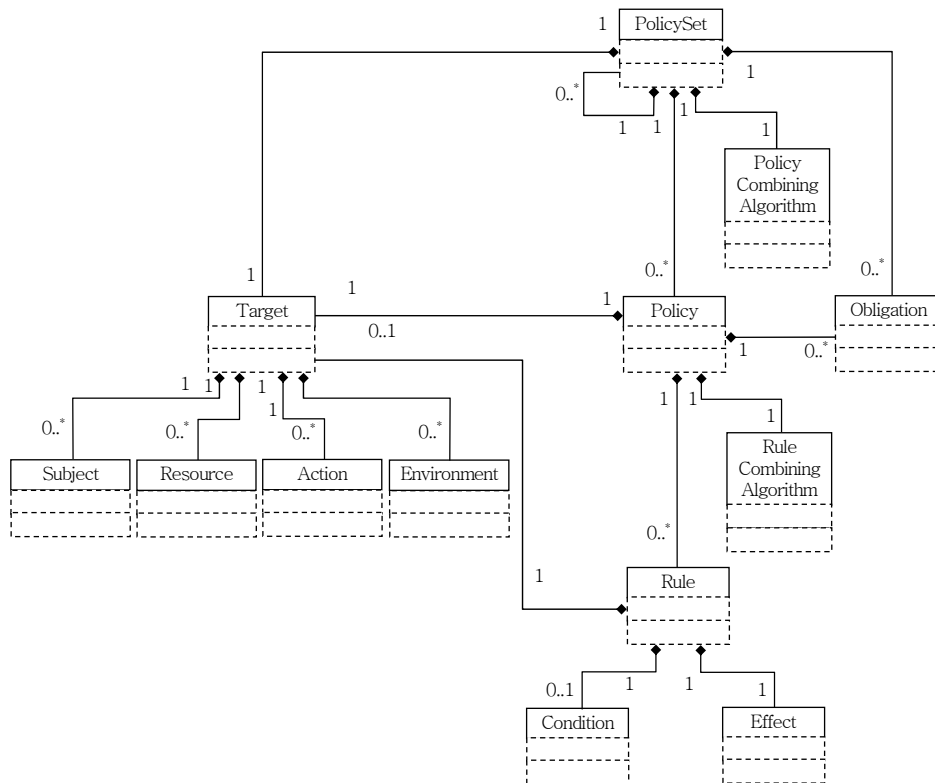 1
PolicySet
1
0..*
1
1
1
1
Policy
Combining
Algorithm
1
0..*
0..*
1
Target
1
Policy
Obligation
0..1
1
0..*
1
1
1
1
1
1
0..*
0..*
0..*
0..*
1
Subject
Resource
Action
Environment
Rule
Combining
Algorithm
0..*
1
Rule
0..1
1
1
1
Condition
Effect